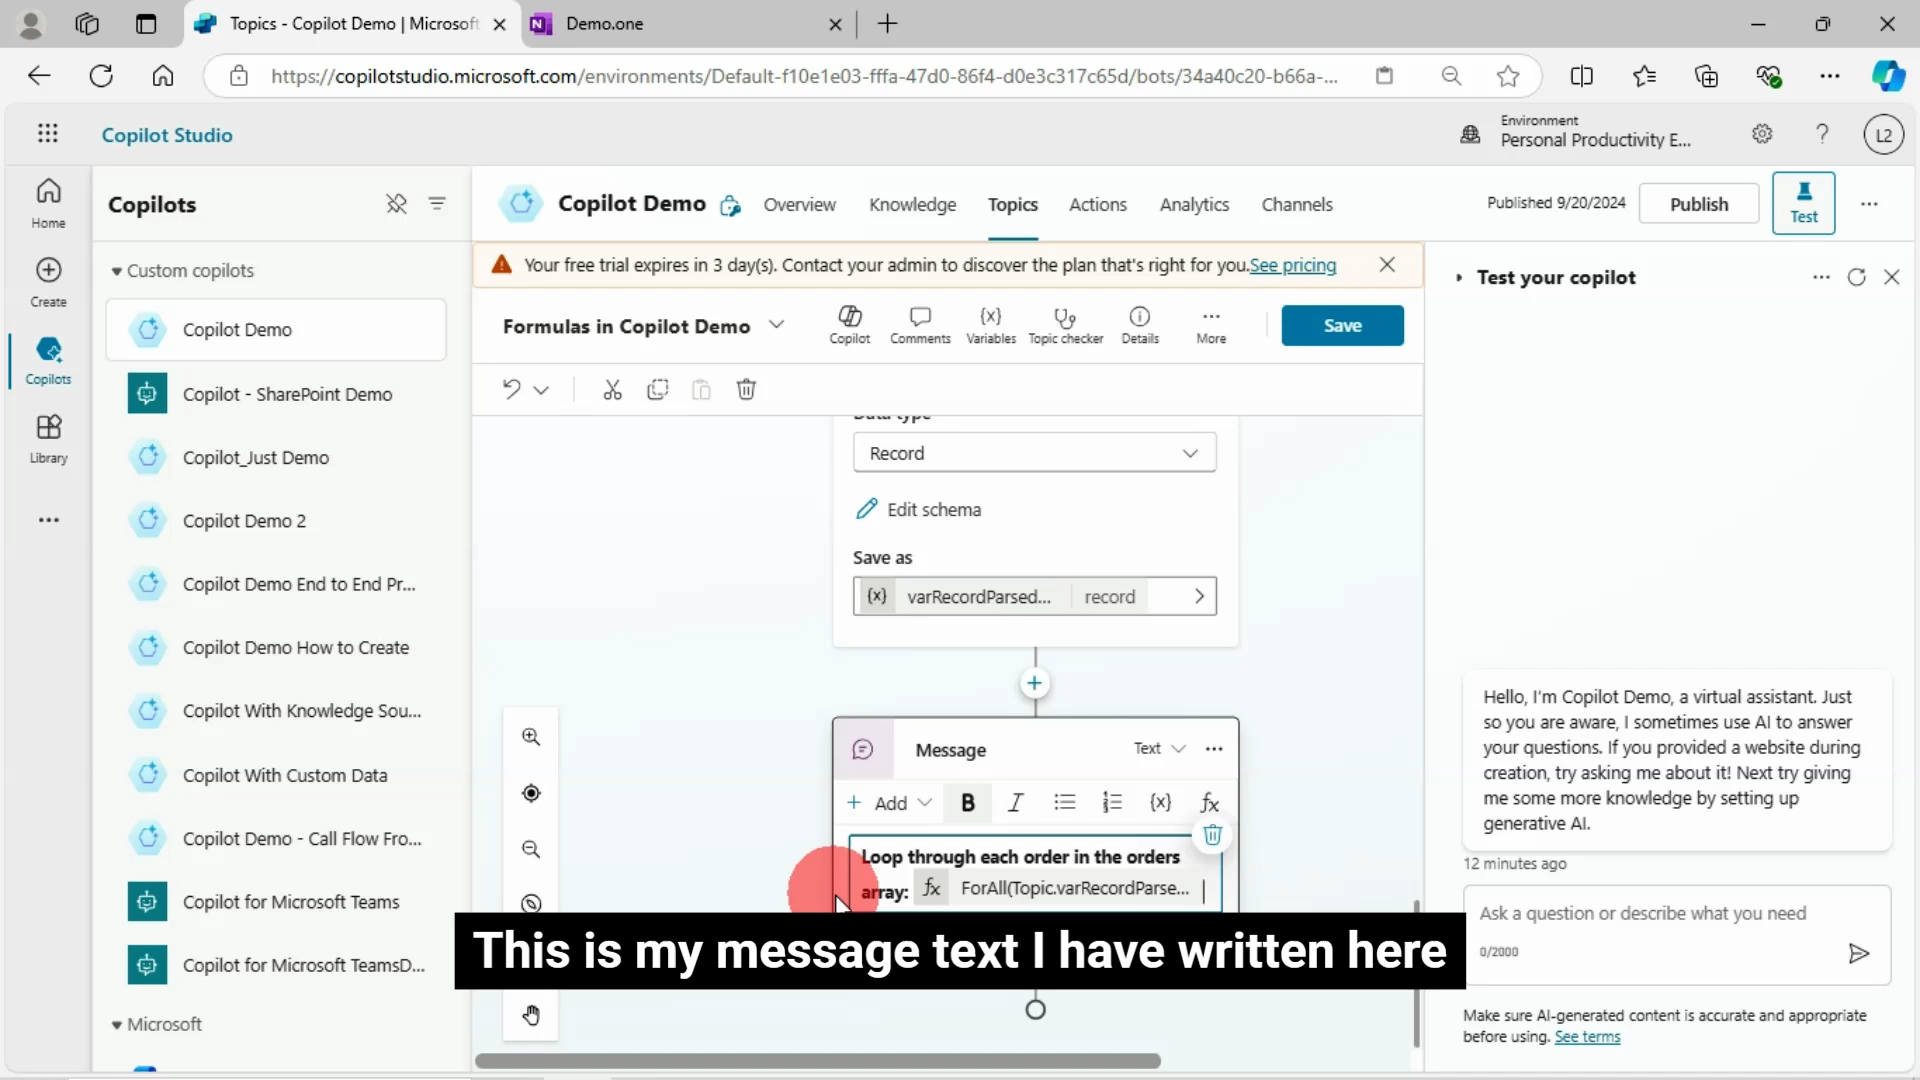 Topics - Copilot Demo | Microsoft
Demo.one
https://copilotstudio.microsoft.com/environments/Default-f10e1e03-fffa-47d0-86f4-d0e3c317c65d/bots/34a40c20-b66a-...
Copilot Studio
Environment
Personal Productivity E...
L2
Home
Create
Copilots
Library
Copilots
Custom copilots
Copilot Demo
Copilot - SharePoint Demo
Copilot_Just Demo
Copilot Demo 2
Copilot Demo End to End Pr...
Copilot Demo How to Create
Copilot With Knowledge Sou...
Copilot With Custom Data
Copilot Demo - Call Flow Fro...
Copilot for Microsoft Teams
Copilot for Microsoft TeamsD...
Microsoft
Copilot Demo
Overview
Knowledge
Topics
Actions
Analytics
Channels
Published 9/20/2024
Publish
Test
Your free trial expires in 3 day(s). Contact your admin to discover the plan that's right for you. See pricing
Formulas in Copilot Demo
Copilot
Comments
{x}
Variables
Topic checker
Details
More
Save
Data type
Record
Edit schema
Save as
{x} varRecordParsed... record
Message
Text
Add
B
I
{x}
fx
Loop through each order in the orders
array: fx ForAll(Topic.varRecordParse...
This is my message text I have written here
Test your copilot
Hello, I'm Copilot Demo, a virtual assistant. Just
so you are aware, I sometimes use AI to answer
your questions. If you provided a website during
creation, try asking me about it! Next try giving
me some more knowledge by setting up
generative AI.
12 minutes ago
Ask a question or describe what you need
0/2000
Make sure AI-generated content is accurate and appropriate
before using. See terms